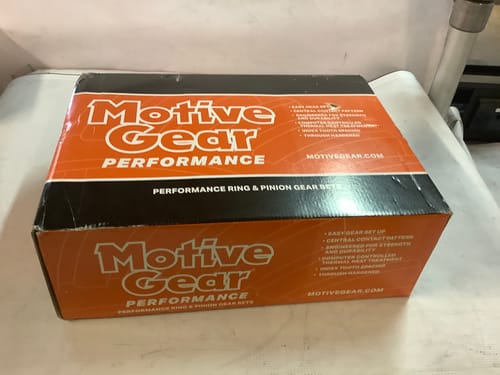 Motive
Gear
PERFORMANCE
• EASY GEAR SET UP
• CENTRAL CONTACT PATTERN
• ENGINEERED FOR STRENGTH
AND DURABILITY
• COMPUTER CONTROLLED
THERMAL HEAT TREATMENT
• INDEX TOOTH SPACING
• THROUGH HARDENED
MOTIVEGEAR.COM
PERFORMANCE RING & PINION GEAR SETS
Motive
Gear
PERFORMANCE
PERFORMANCE RING & PINION GEAR SETS
• EASY GEAR SET UP
• CENTRAL CONTACT PATTERN
• ENGINEERED FOR STRENGTH
AND DURABILITY
• COMPUTER CONTROLLED
THERMAL HEAT TREATMENT
• INDEX TOOTH SPACING
• THROUGH HARDENED
MOTIVEGEAR.COM